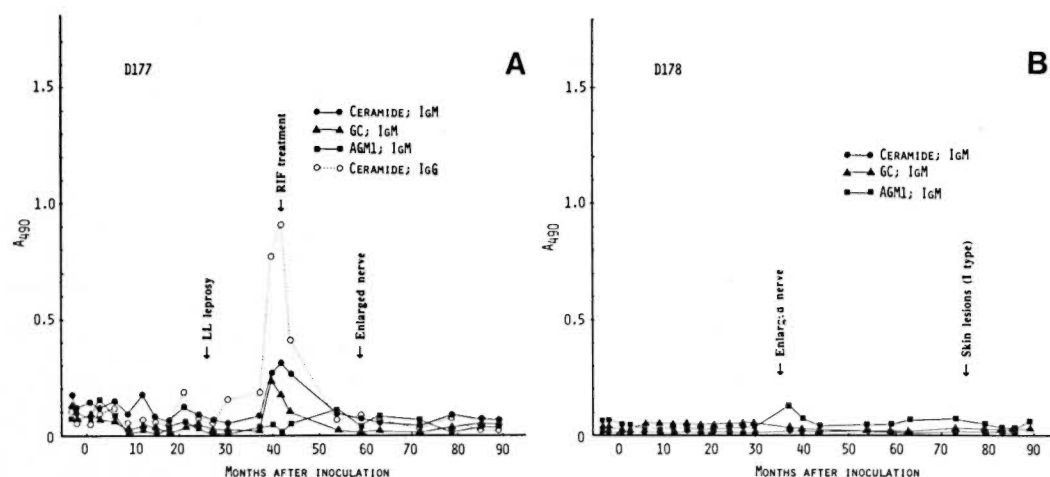 A
D177
1.5
CERAMIDE; IGM
GC; IGM
AGM1; IGM
CERAMIDE; IGG
RIF treatment
1.0
A490
LL leprosy
Enlarged nerve
0.5
0
0 10 20 30 40 50 60 70 80 90
MONTHS AFTER INOCULATION
B
D178
1.5
CERAMIDE; IGM
GC; IGM
AGM1; IGM
1.0
A490
Enlarged nerve
Skin lesions (I type)
0.5
0
0 10 20 30 40 50 60 70 80 90
MONTHS AFTER INOCULATION